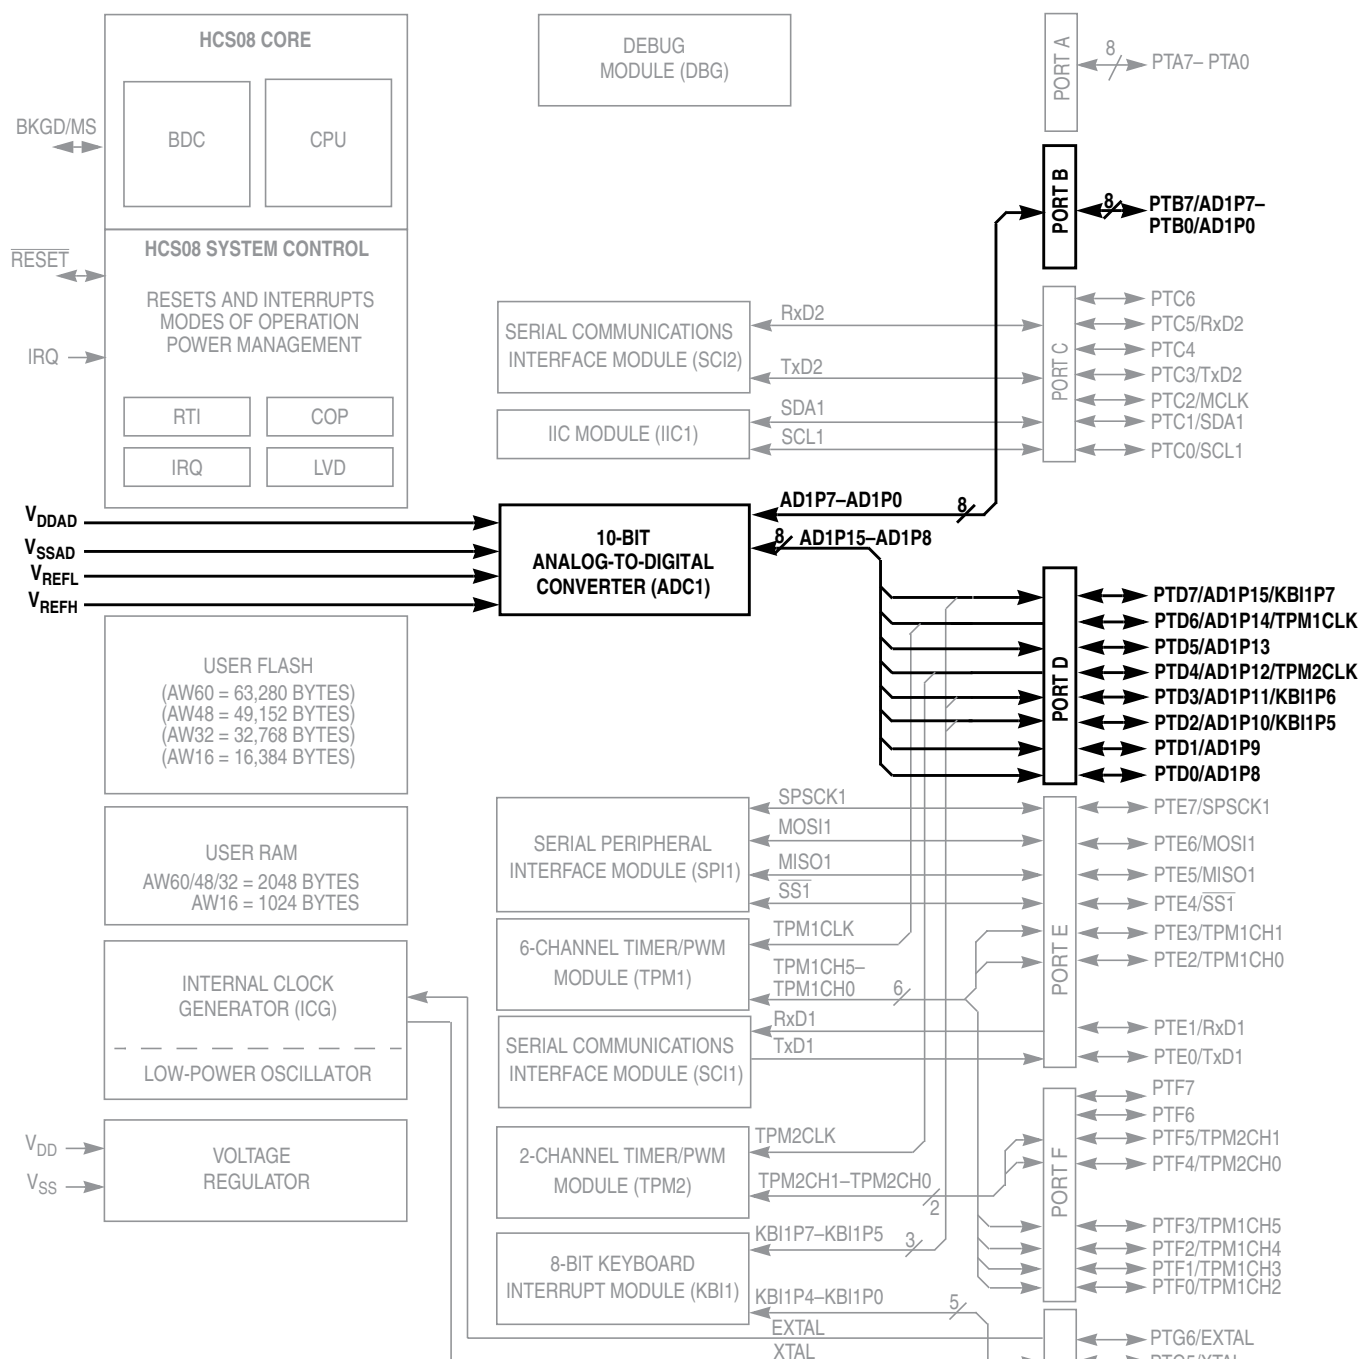 HCS08 CORE
BDC
CPU
BKGD/MS
HCS08 SYSTEM CONTROL
RESET
RESETS AND INTERRUPTS
MODES OF OPERATION
POWER MANAGEMENT
IRQ
RTI
COP
IRQ
LVD
VDDAD
VSSAD
VREFL
VREFH
USER FLASH
(AW60 = 63,280 BYTES)
(AW48 = 49,152 BYTES)
(AW32 = 32,768 BYTES)
(AW16 = 16,384 BYTES)
USER RAM
AW60/48/32 = 2048 BYTES
AW16 = 1024 BYTES
INTERNAL CLOCK
GENERATOR (ICG)
LOW-POWER OSCILLATOR
VDD
VSS
VOLTAGE
REGULATOR
DEBUG
MODULE (DBG)
SERIAL COMMUNICATIONS
INTERFACE MODULE (SCI2)
RxD2
TxD2
IIC MODULE (IIC1)
SDA1
SCL1
10-BIT
ANALOG-TO-DIGITAL
CONVERTER (ADC1)
AD1P7–AD1P0
8
8
AD1P15–AD1P8
SERIAL PERIPHERAL
INTERFACE MODULE (SPI1)
SPSCK1
MOSI1
MISO1
SS1
6-CHANNEL TIMER/PWM
MODULE (TPM1)
TPM1CLK
TPM1CH5–
TPM1CH0
6
SERIAL COMMUNICATIONS
INTERFACE MODULE (SCI1)
RxD1
TxD1
2-CHANNEL TIMER/PWM
MODULE (TPM2)
TPM2CLK
TPM2CH1–TPM2CH0
2
8-BIT KEYBOARD
INTERRUPT MODULE (KBI1)
KBI1P7–KBI1P5
3
KBI1P4–KBI1P0
5
EXTAL
XTAL
PORT A
8
PTA7– PTA0
PORT B
8
PTB7/AD1P7–
PTB0/AD1P0
PORT C
PTC6
PTC5/RxD2
PTC4
PTC3/TxD2
PTC2/MCLK
PTC1/SDA1
PTC0/SCL1
PORT D
PTD7/AD1P15/KBI1P7
PTD6/AD1P14/TPM1CLK
PTD5/AD1P13
PTD4/AD1P12/TPM2CLK
PTD3/AD1P11/KBI1P6
PTD2/AD1P10/KBI1P5
PTD1/AD1P9
PTD0/AD1P8
PORT E
PTE7/SPSCK1
PTE6/MOSI1
PTE5/MISO1
PTE4/SS1
PTE3/TPM1CH1
PTE2/TPM1CH0
PTE1/RxD1
PTE0/TxD1
PORT F
PTF7
PTF6
PTF5/TPM2CH1
PTF4/TPM2CH0
PTF3/TPM1CH5
PTF2/TPM1CH4
PTF1/TPM1CH3
PTF0/TPM1CH2
PTG6/EXTAL
PTG5/XTAL